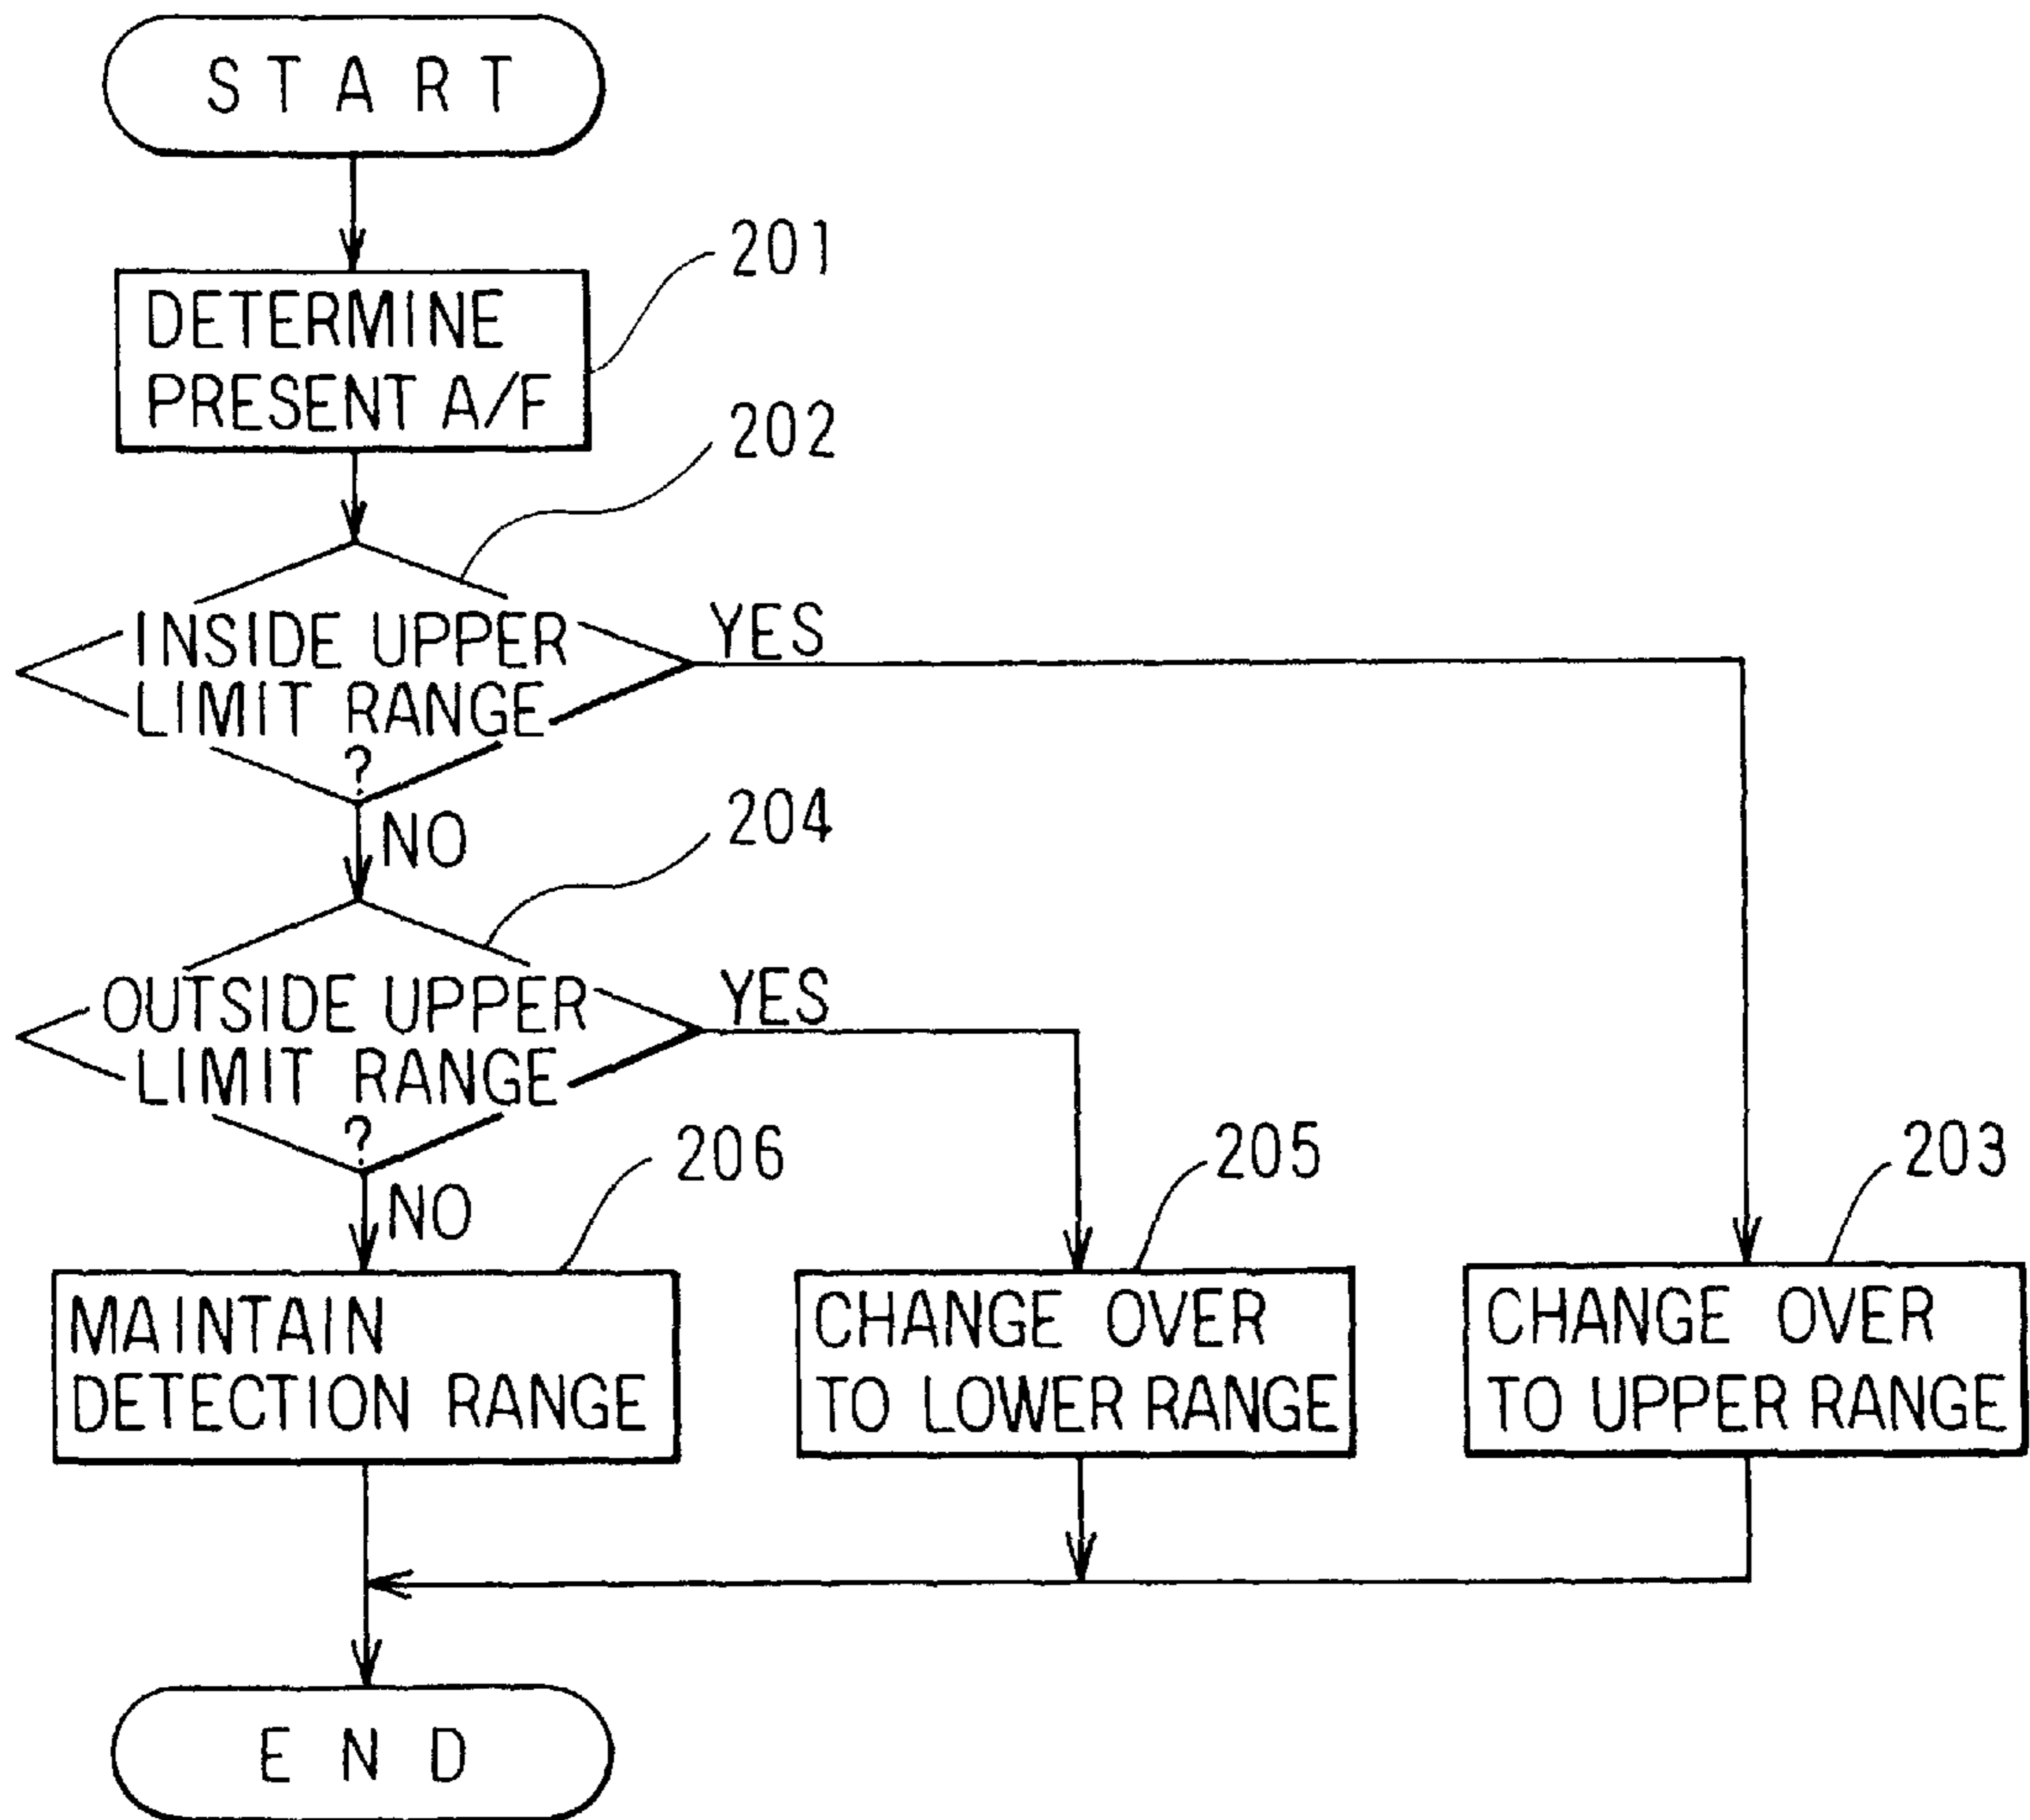 START
201
DETERMINE
PRESENT A/F
202
INSIDE UPPER
LIMIT RANGE
?
YES
NO
204
OUTSIDE UPPER
LIMIT RANGE
?
YES
NO
206
MAINTAIN
DETECTION RANGE
205
CHANGE OVER
TO LOWER RANGE
203
CHANGE OVER
TO UPPER RANGE
END